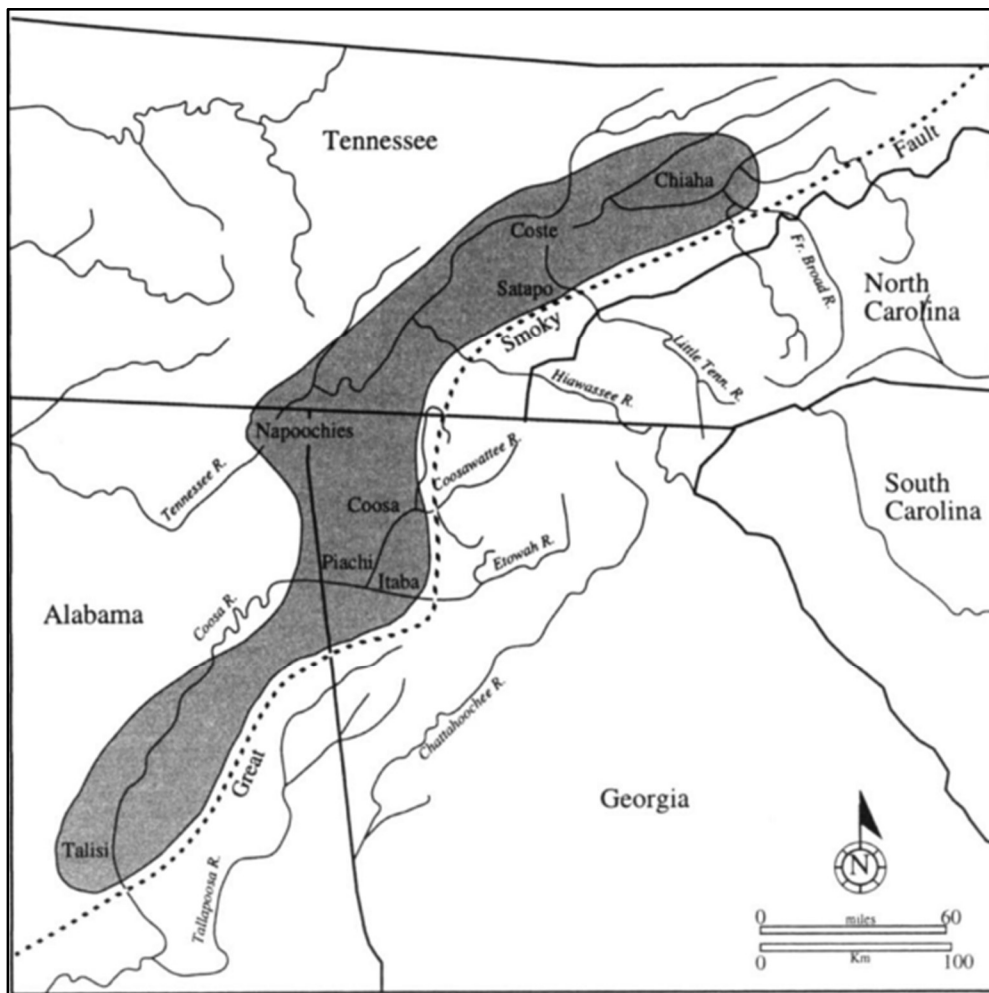 Tennessee
Fault
Chiaha
Coste
Fr. Broad R.
North
Carolina
Satapo
Smoky
Little Tenn. R.
Hiawassee R.
Napoochies
Tennessee R.
Coosawattee R.
Coosa
South
Carolina
Piachi
Itaba
Etowah R.
Alabama
Coosa R.
Chattahoochee R.
Great
Georgia
Talisi
Tallapoosa R.
N
0 miles 60
0 Km 100